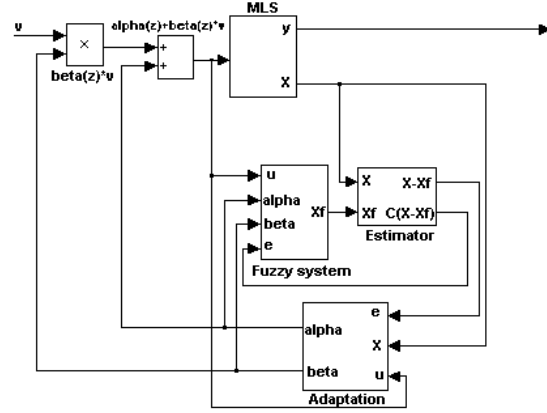 MLS
alpha(z)+beta(z)*v
v
×
+
+
y
X
beta(z)*v
u
alpha
beta
e
Xf
Fuzzy system
X
Xf
X-Xf
C(X-Xf)
Estimator
alpha
beta
e
X
u
Adaptation